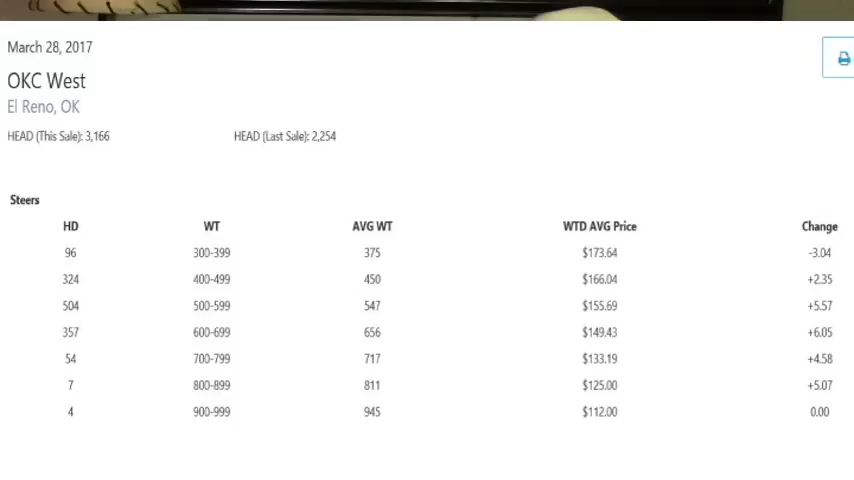 March 28, 2017
OKC West
El Reno, OK
HEAD (This Sale): 3,166 HEAD (Last Sale): 2,254
Steers
HD WT AVG WT WTD AVG Price Change
96 300-399 375 $173.64 -3.04
324 400-499 450 $166.04 +2.35
504 500-599 547 $155.69 +5.57
357 600-699 656 $149.43 +6.05
54 700-799 717 $133.19 +4.58
7 800-899 811 $125.00 +5.07
4 900-999 945 $112.00 0.00